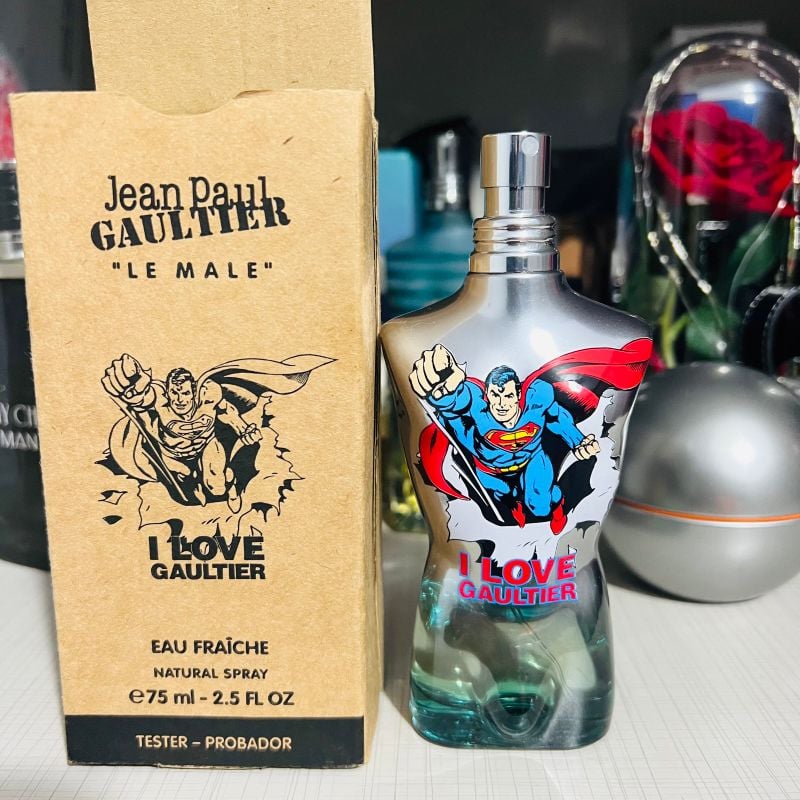 Jean Paul
GAULTIER
"LE MALE"
I LOVE
GAULTIER
EAU FRAÎCHE
NATURAL SPRAY
℮75 ml - 2.5 FL OZ
TESTER – PROBADOR
S
I LOVE
GAULTIER
MAN